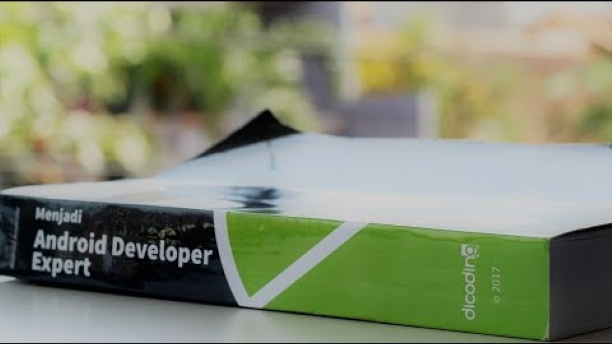 Menjadi
Android Developer
Expert
dicoding
© 2017